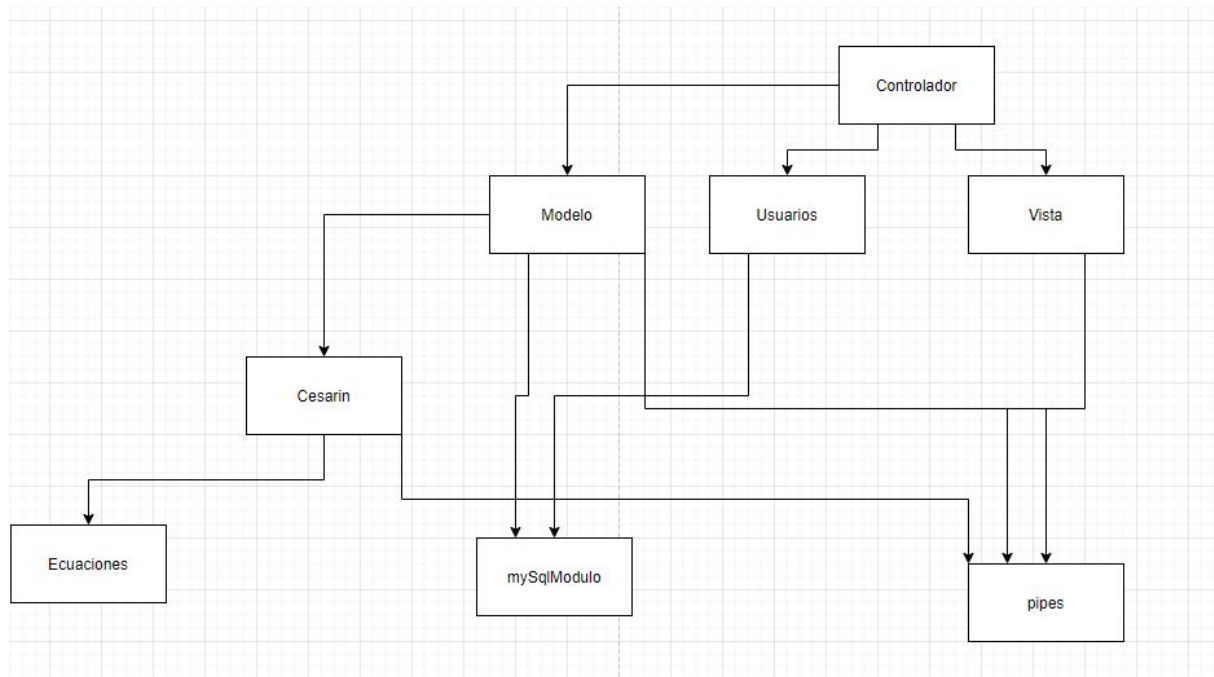 Controlador
Modelo
Usuarios
Vista
Cesarin
Ecuaciones
mySqlModulo
pipes